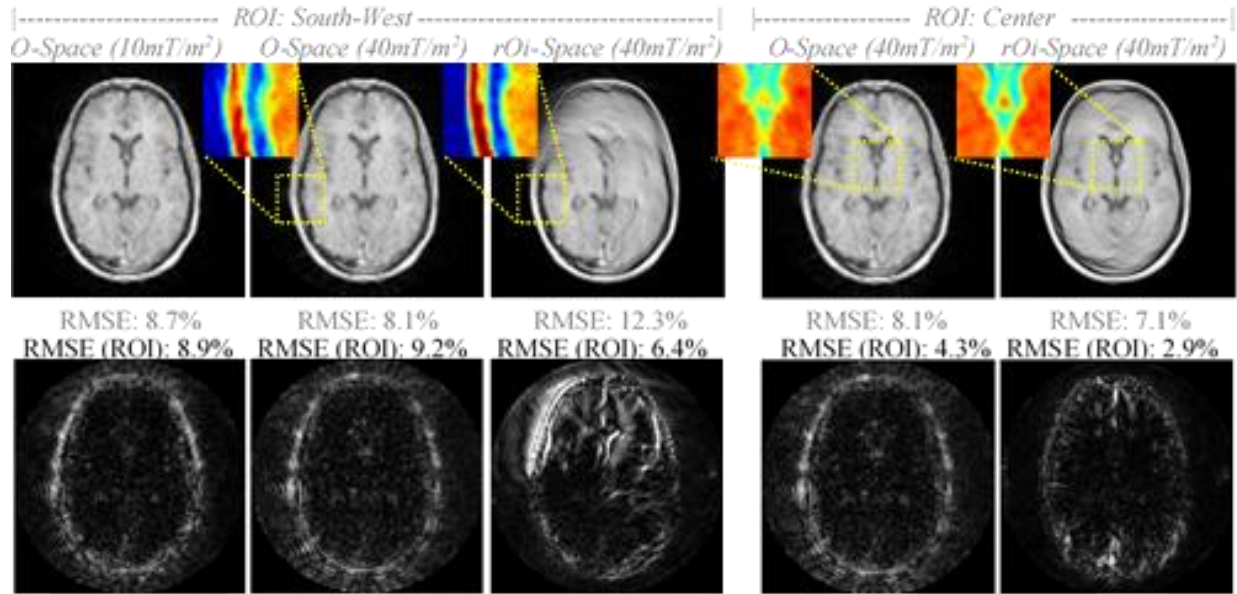 ROI: South-West
ROI: Center
O-Space (10mT/m²) O-Space (40mT/m²) rOi-Space (40mT/m²) O-Space (40mT/m²) rOi-Space (40mT/m²)
RMSE: 8.7% RMSE: 8.1% RMSE: 12.3% RMSE: 8.1% RMSE: 7.1%
RMSE (ROI): 8.9% RMSE (ROI): 9.2% RMSE (ROI): 6.4% RMSE (ROI): 4.3% RMSE (ROI): 2.9%